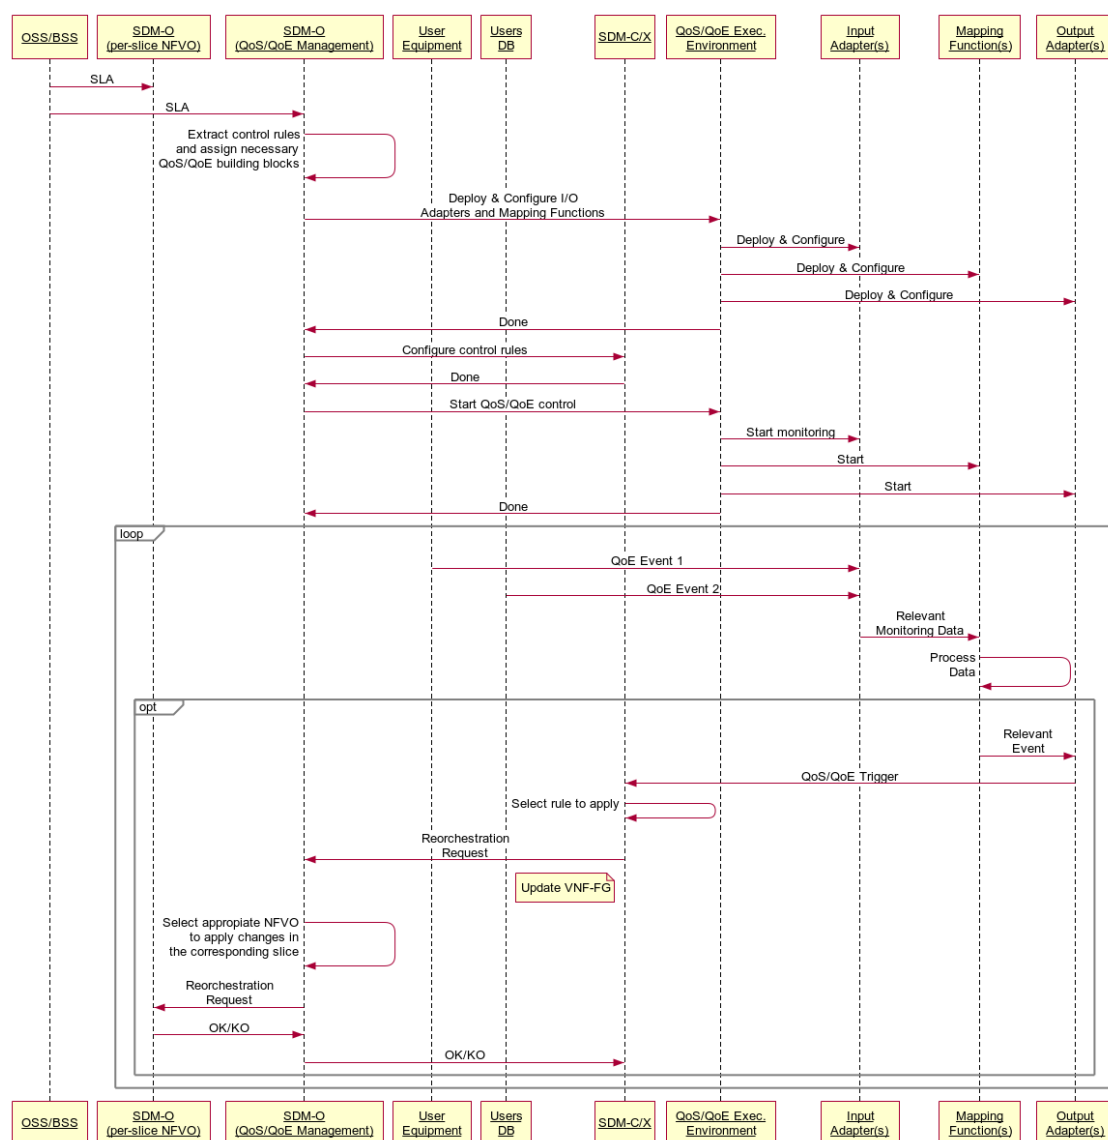 OSS/BSS
SDM-O
(per-slice NFVO)
SDM-O
(QoS/QoE Management)
User
Equipment
Users
DB
SDM-C/X
QoS/QoE Exec.
Environment
Input
Adapter(s)
Mapping
Function(s)
Output
Adapter(s)
SLA
SLA
Extract control rules
and assign necessary
QoS/QoE building blocks
Deploy & Configure I/O
Adapters and Mapping Functions
Deploy & Configure
Deploy & Configure
Deploy & Configure
Done
Configure control rules
Done
Start QoS/QoE control
Start monitoring
Start
Start
Done
loop
QoE Event 1
QoE Event 2
Relevant
Monitoring Data
Process
Data
opt
Relevant
Event
QoS/QoE Trigger
Select rule to apply
Reorchestration
Request
Update VNF-FG
Select appropiate NFVO
to apply changes in
the corresponding slice
Reorchestration
Request
OK/KO
OK/KO
OSS/BSS
SDM-O
(per-slice NFVO)
SDM-O
(QoS/QoE Management)
User
Equipment
Users
DB
SDM-C/X
QoS/QoE Exec.
Environment
Input
Adapter(s)
Mapping
Function(s)
Output
Adapter(s)